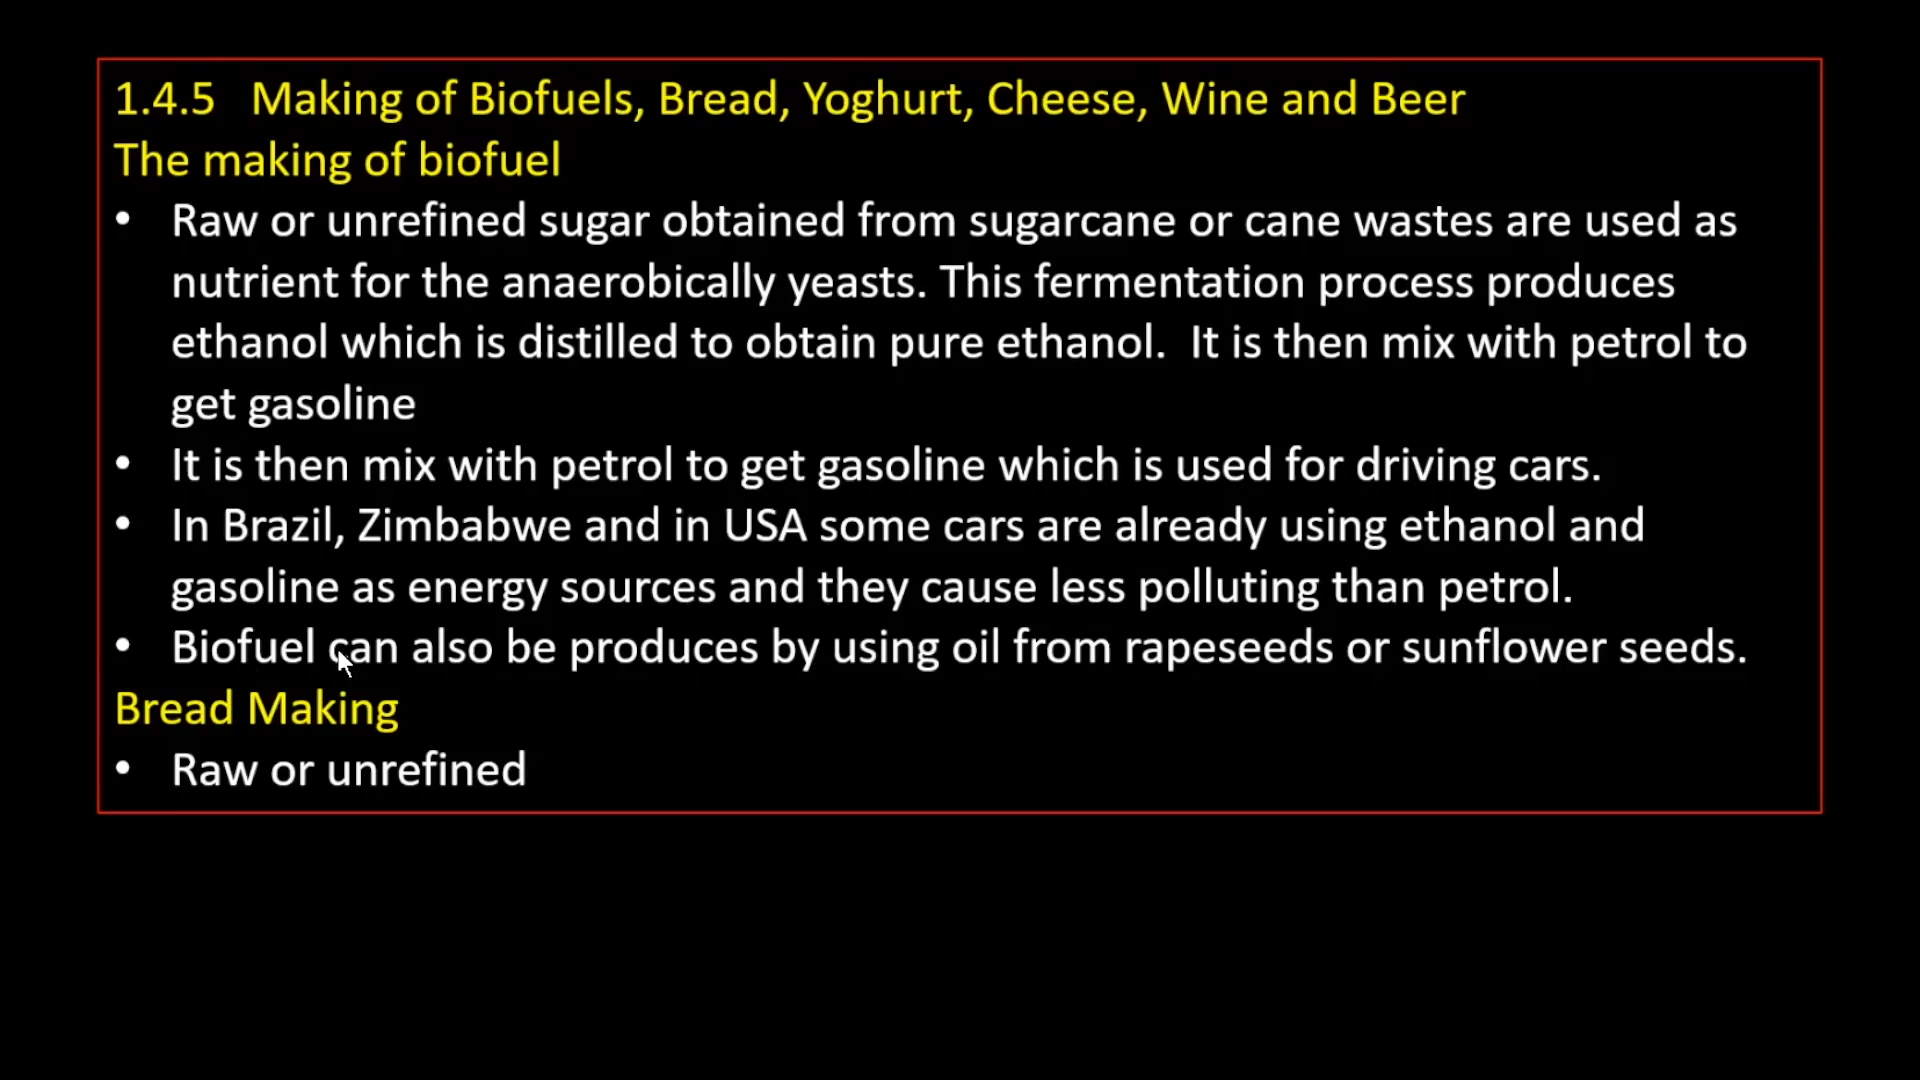 1.4.5 Making of Biofuels, Bread, Yoghurt, Cheese, Wine and Beer
The making of biofuel
• Raw or unrefined sugar obtained from sugarcane or cane wastes are used as
nutrient for the anaerobically yeasts. This fermentation process produces
ethanol which is distilled to obtain pure ethanol. It is then mix with petrol to
get gasoline
• It is then mix with petrol to get gasoline which is used for driving cars.
• In Brazil, Zimbabwe and in USA some cars are already using ethanol and
gasoline as energy sources and they cause less polluting than petrol.
• Biofuel can also be produces by using oil from rapeseeds or sunflower seeds.
Bread Making
• Raw or unrefined